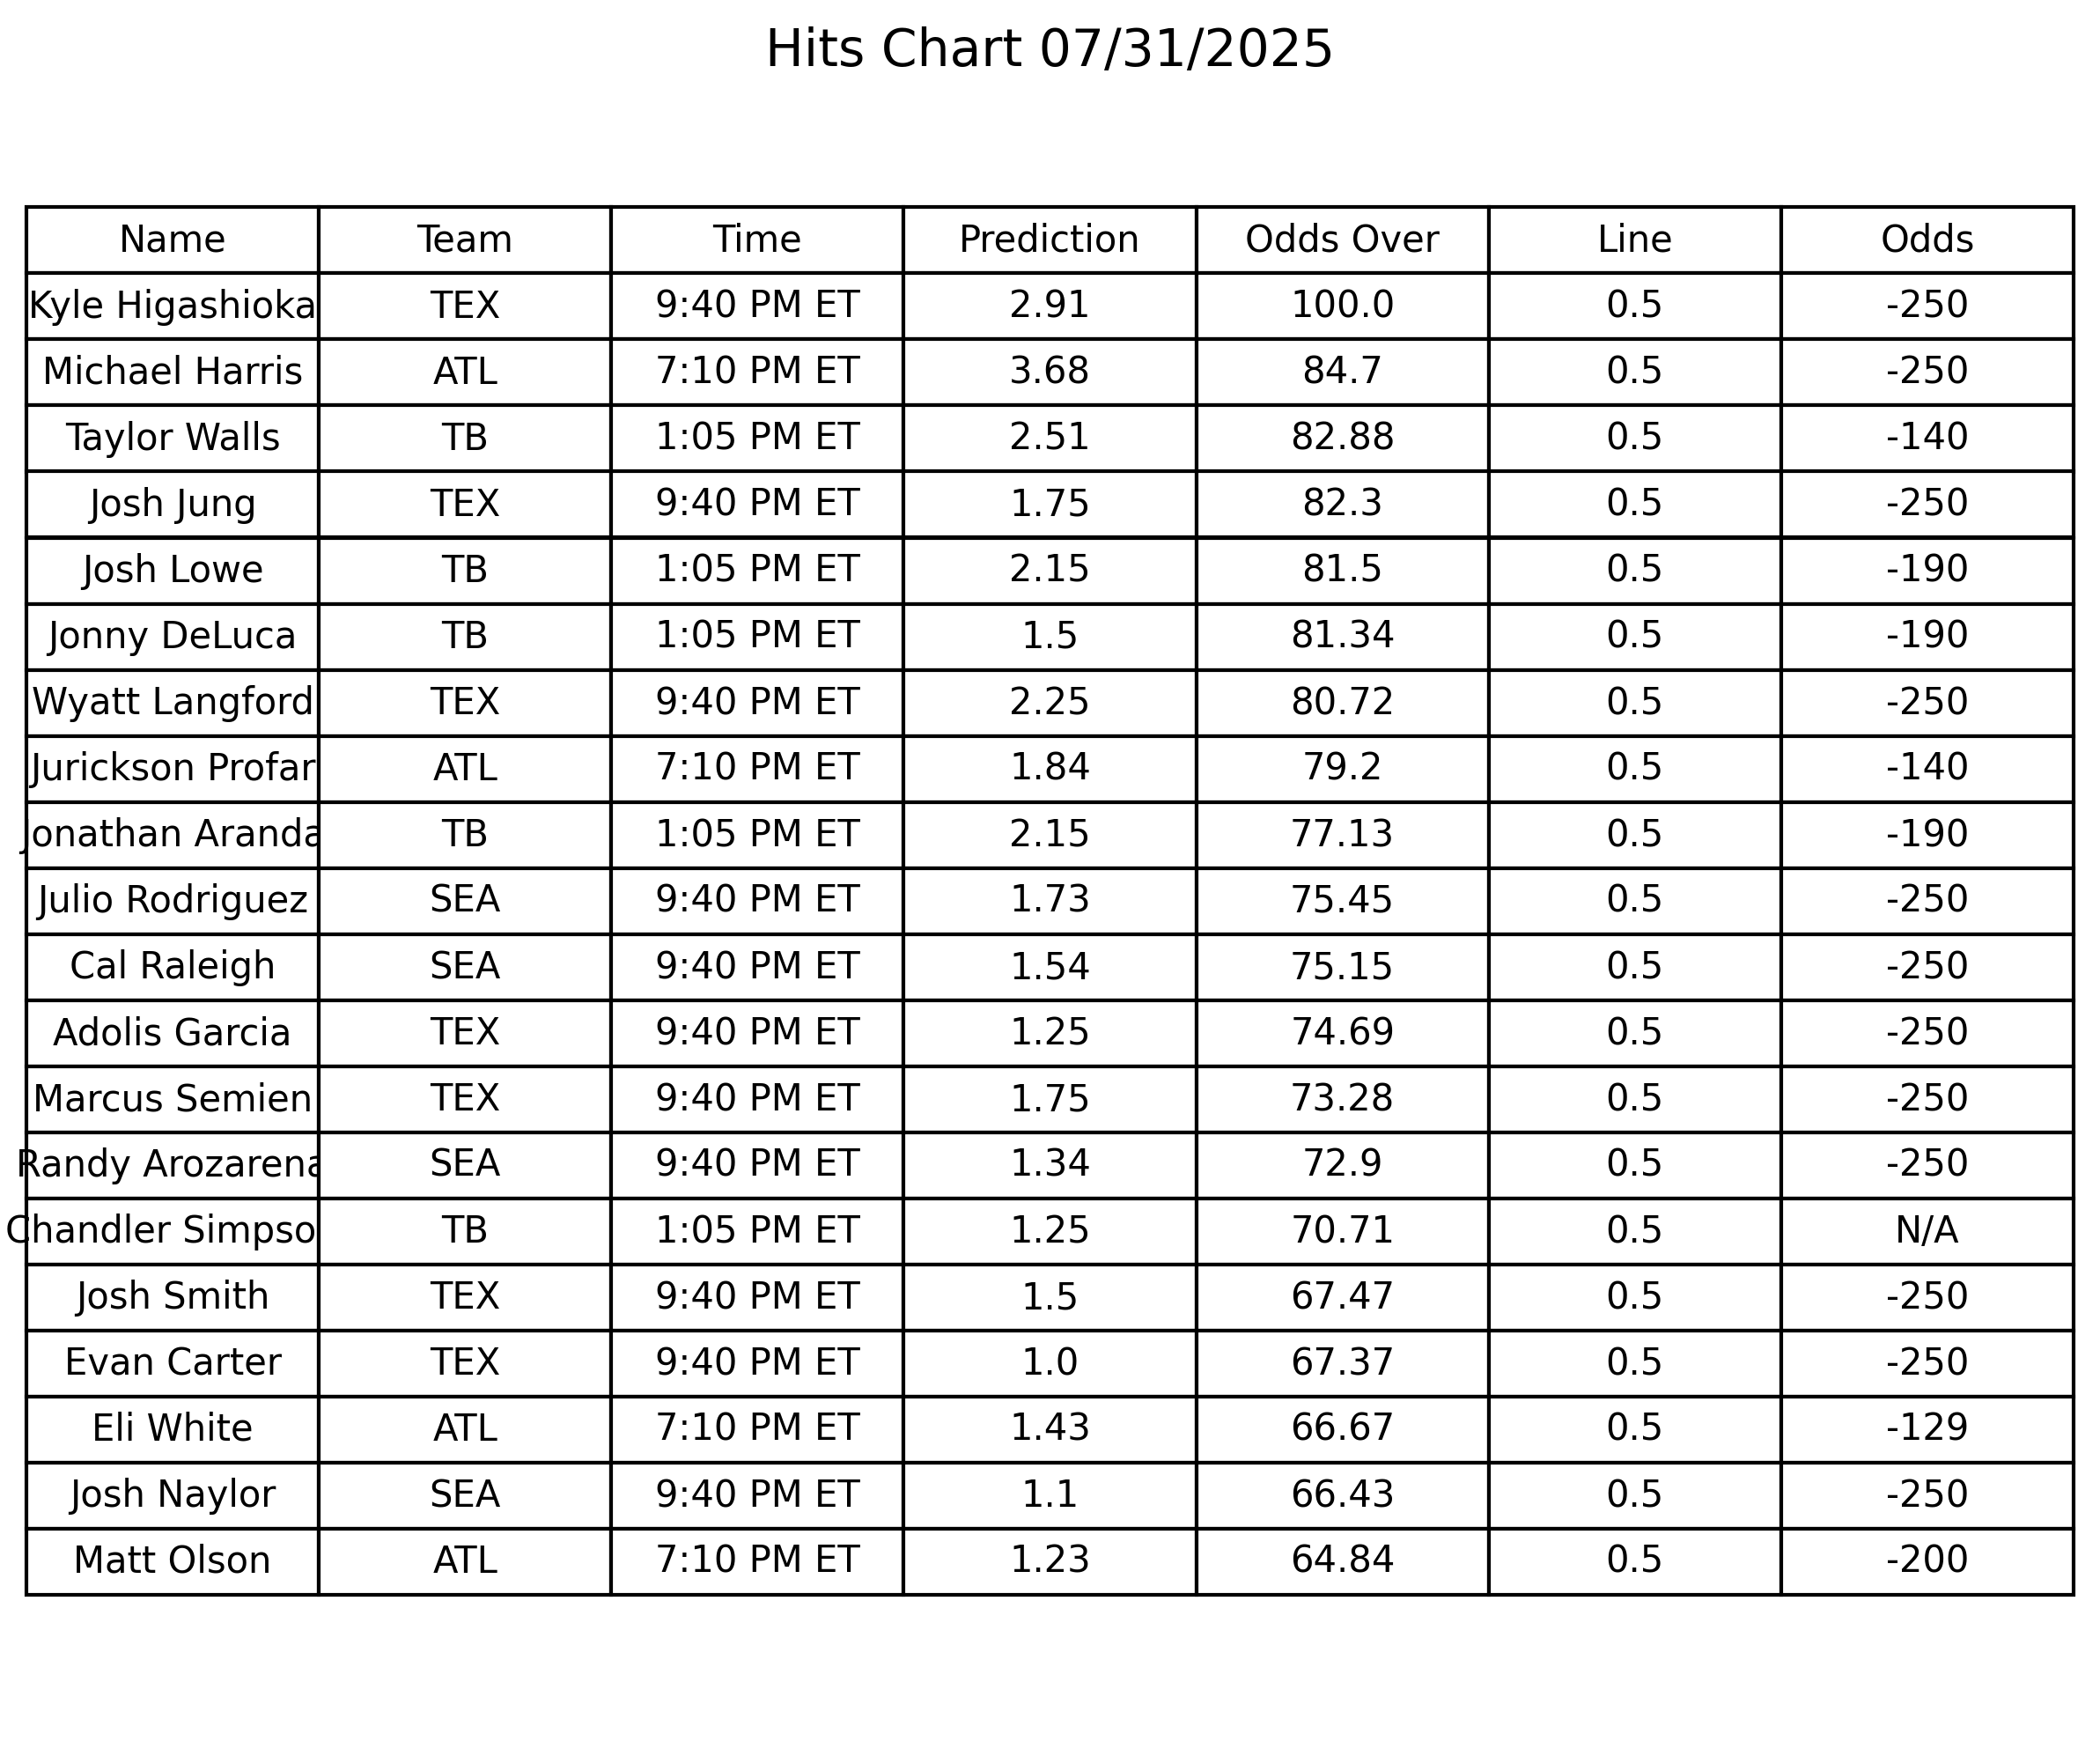 Hits Chart 07/31/2025
Name Team Time Prediction Odds Over Line Odds
Kyle Higashioka TEX 9:40 PM ET 2.91 100.0 0.5 -250
Michael Harris ATL 7:10 PM ET 3.68 84.7 0.5 -250
Taylor Walls TB 1:05 PM ET 2.51 82.88 0.5 -140
Josh Jung TEX 9:40 PM ET 1.75 82.3 0.5 -250
Josh Lowe TB 1:05 PM ET 2.15 81.5 0.5 -190
Jonny DeLuca TB 1:05 PM ET 1.5 81.34 0.5 -190
Wyatt Langford TEX 9:40 PM ET 2.25 80.72 0.5 -250
Jurickson Profar ATL 7:10 PM ET 1.84 79.2 0.5 -140
Jonathan Aranda TB 1:05 PM ET 2.15 77.13 0.5 -190
Julio Rodriguez SEA 9:40 PM ET 1.73 75.45 0.5 -250
Cal Raleigh SEA 9:40 PM ET 1.54 75.15 0.5 -250
Adolis Garcia TEX 9:40 PM ET 1.25 74.69 0.5 -250
Marcus Semien TEX 9:40 PM ET 1.75 73.28 0.5 -250
Randy Arozarena SEA 9:40 PM ET 1.34 72.9 0.5 -250
Chandler Simpso TB 1:05 PM ET 1.25 70.71 0.5 N/A
Josh Smith TEX 9:40 PM ET 1.5 67.47 0.5 -250
Evan Carter TEX 9:40 PM ET 1.0 67.37 0.5 -250
Eli White ATL 7:10 PM ET 1.43 66.67 0.5 -129
Josh Naylor SEA 9:40 PM ET 1.1 66.43 0.5 -250
Matt Olson ATL 7:10 PM ET 1.23 64.84 0.5 -200